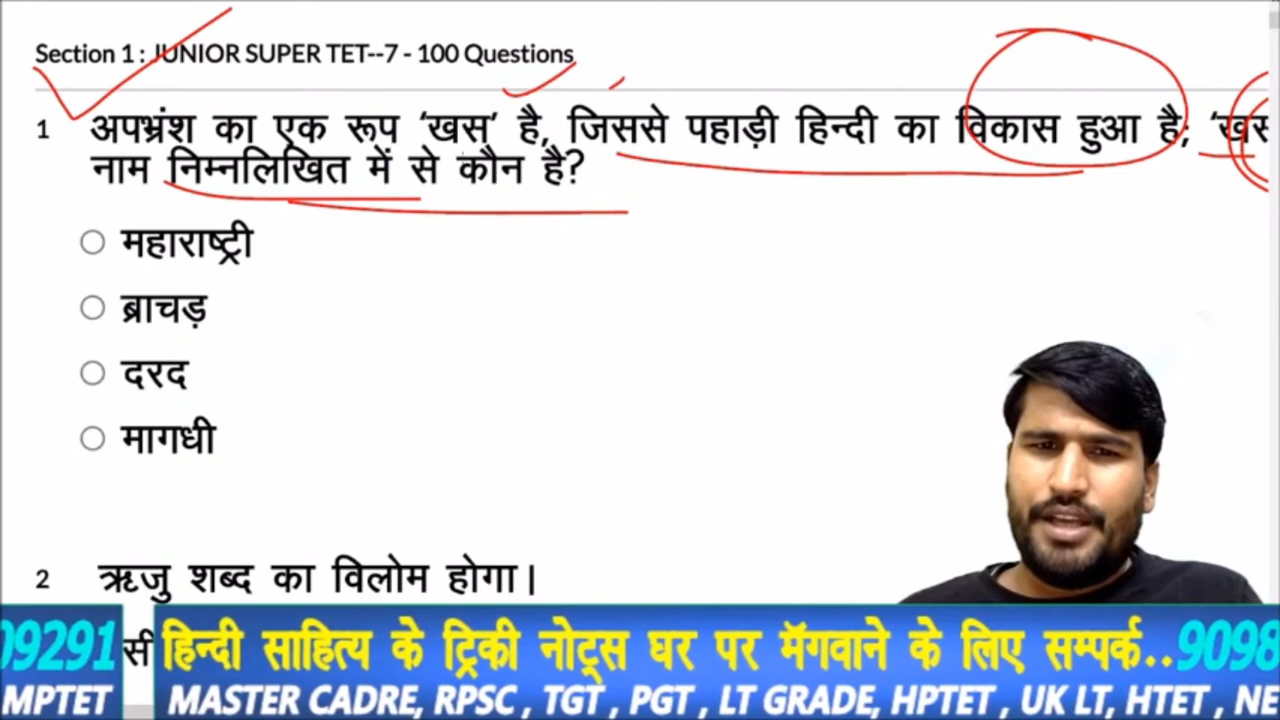 Section 1 : JUNIOR SUPER TET--7 - 100 Questions
1 अपभ्रंश का एक रूप ‘खस’ है, जिससे पहाड़ी हिन्दी का विकास हुआ है; ‘खस
नाम निम्नलिखित में से कौन है?
महाराष्ट्री
ब्राचड़
दरद
मागधी
2 ऋजु शब्द का विलोम होगा।
09291 सी हिन्दी साहित्य के ट्रिकी नोट्स घर पर मॅगवाने के लिए सम्पर्क..9098
MPTET MASTER CADRE, RPSC , TGT , PGT , LT GRADE, HPTET , UK LT, HTET , NE